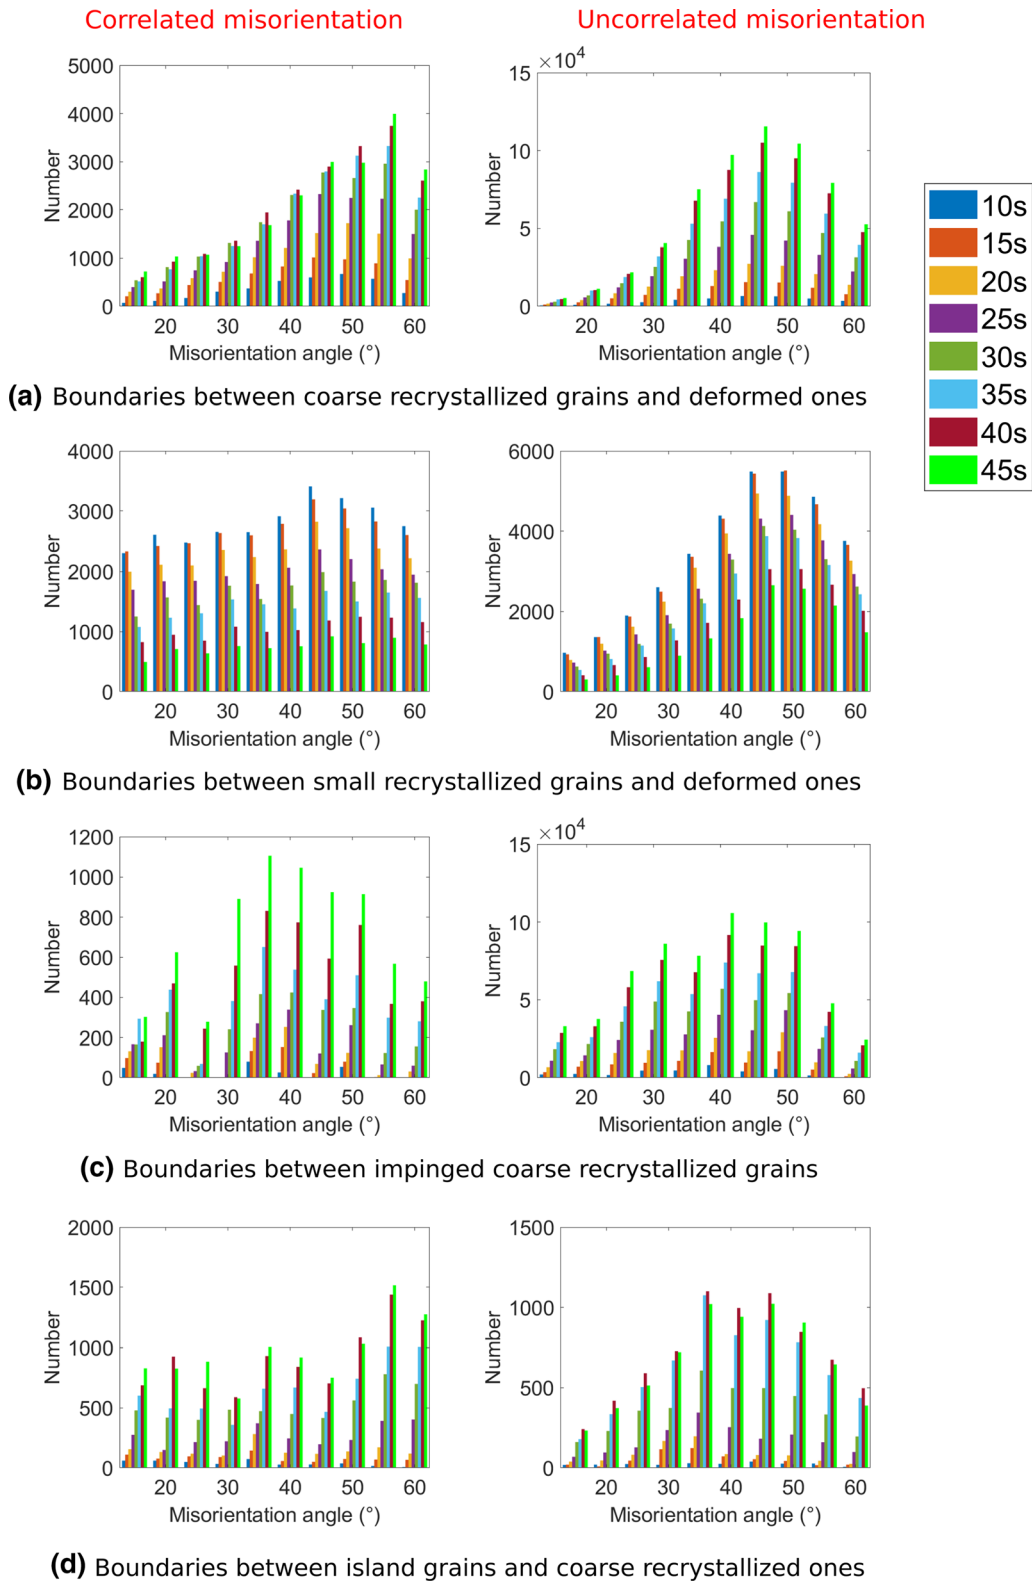 Correlated misorientation
Uncorrelated misorientation
5000
4000
3000
2000
1000
0
Number
20 30 40 50 60
Misorientation angle (°)
×10⁴
15
10
5
0
Number
20 30 40 50 60
Misorientation angle (°)
10s
15s
20s
25s
30s
35s
40s
45s
(a) Boundaries between coarse recrystallized grains and deformed ones
4000
3000
2000
1000
0
Number
20 30 40 50 60
Misorientation angle (°)
6000
4000
2000
0
Number
20 30 40 50 60
Misorientation angle (°)
(b) Boundaries between small recrystallized grains and deformed ones
1200
1000
800
600
400
200
0
Number
20 30 40 50 60
Misorientation angle (°)
×10⁴
15
10
5
0
Number
20 30 40 50 60
Misorientation angle (°)
(c) Boundaries between impinged coarse recrystallized grains
2000
1500
1000
500
0
Number
20 30 40 50 60
Misorientation angle (°)
1500
1000
500
0
Number
20 30 40 50 60
Misorientation angle (°)
(d) Boundaries between island grains and coarse recrystallized ones